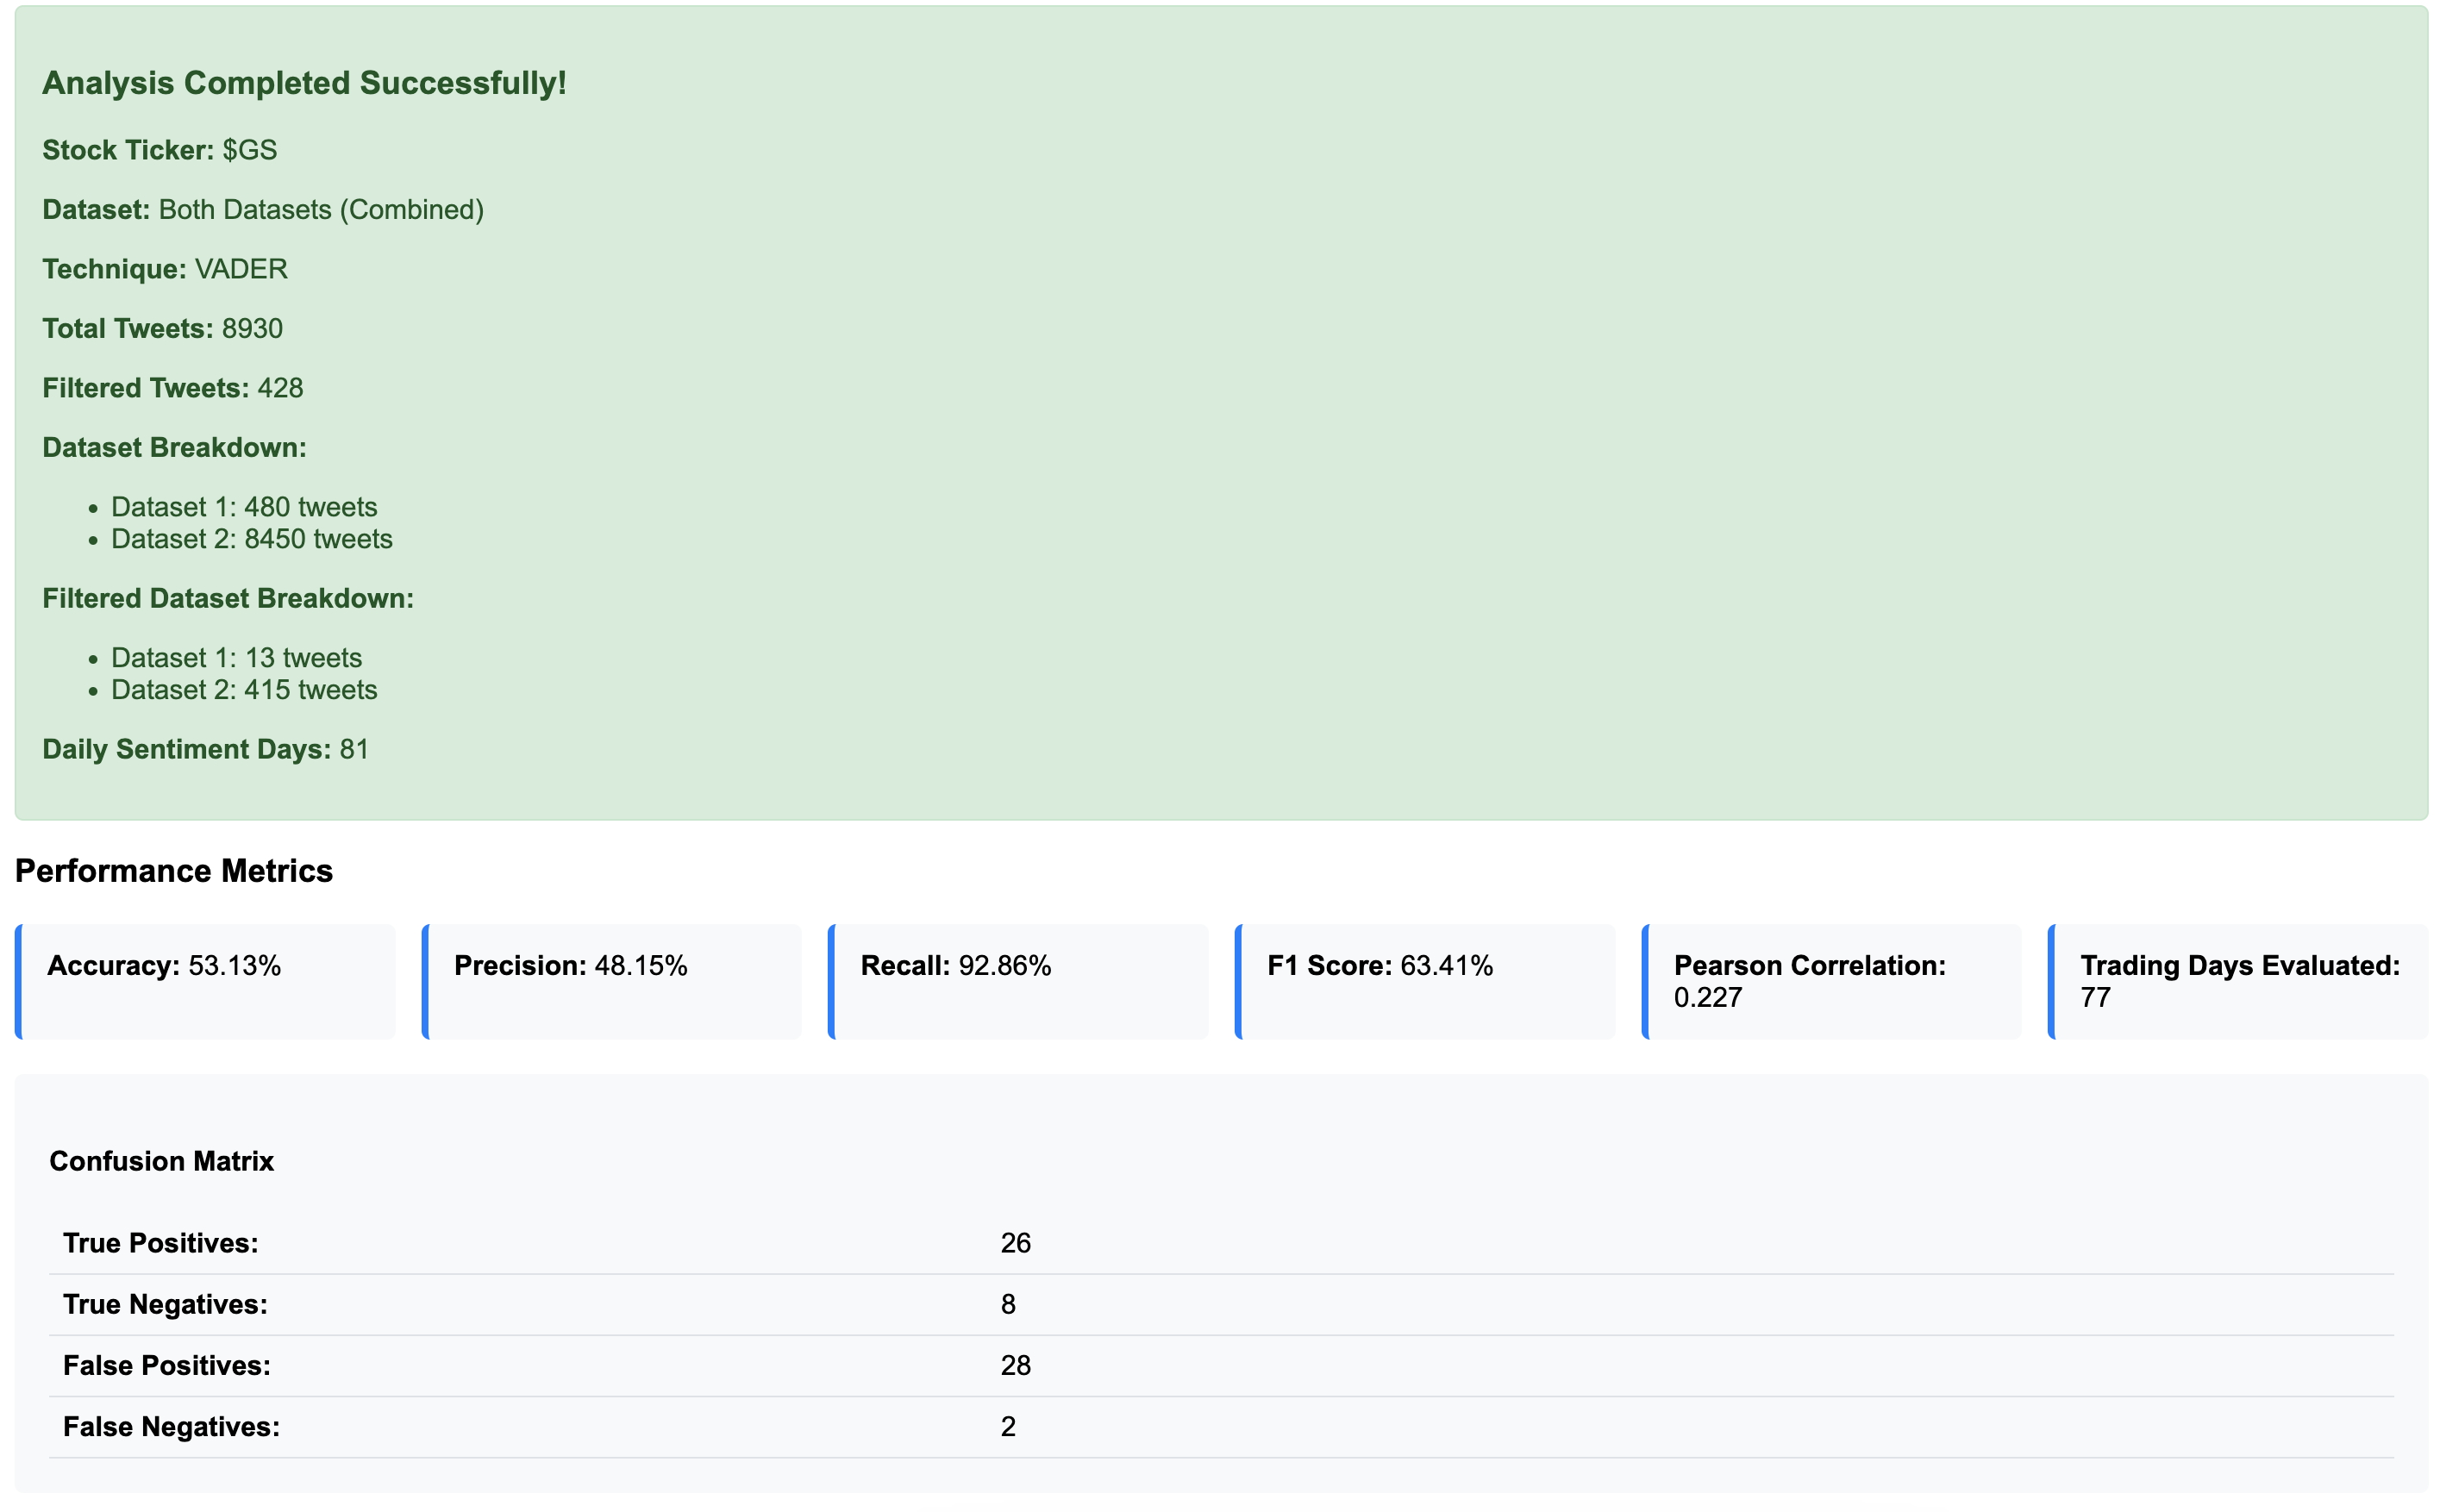 Analysis Completed Successfully!
Stock Ticker: $GS
Dataset: Both Datasets (Combined)
Technique: VADER
Total Tweets: 8930
Filtered Tweets: 428
Dataset Breakdown:
• Dataset 1: 480 tweets
• Dataset 2: 8450 tweets
Filtered Dataset Breakdown:
• Dataset 1: 13 tweets
• Dataset 2: 415 tweets
Daily Sentiment Days: 81
Performance Metrics
Accuracy: 53.13%
Precision: 48.15%
Recall: 92.86%
F1 Score: 63.41%
Pearson Correlation:
0.227
Trading Days Evaluated:
77
Confusion Matrix
True Positives: 26
True Negatives: 8
False Positives: 28
False Negatives: 2